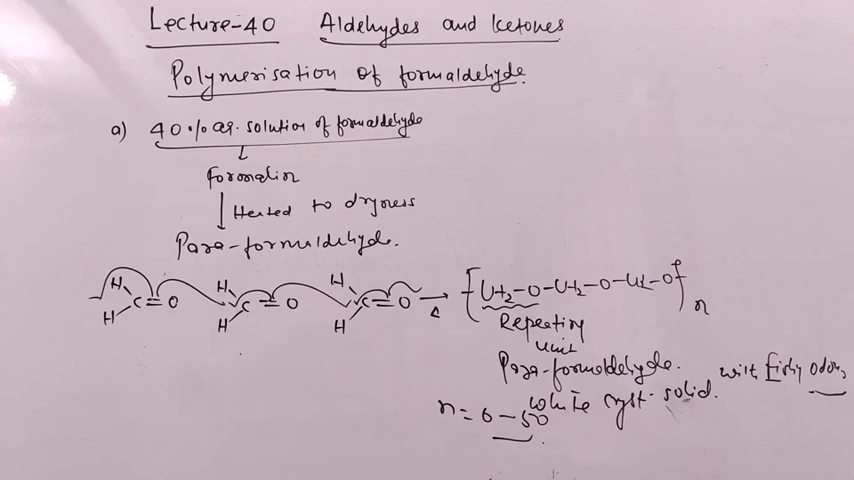 Lecture-40 Aldehydes and ketones
Polymerisation of formaldehyde.
a) 40% aq. solution of formaldehyde
Formalin
Heated to dryness
Para-formaldehyde.
H H C=O H H C=O H H C=O Δ [CH2-O-CH2-O-CH2-O]n
Repeating
unit
Para-formaldehyde.
white cryst. solid. with fishy odour
n = 6-50.